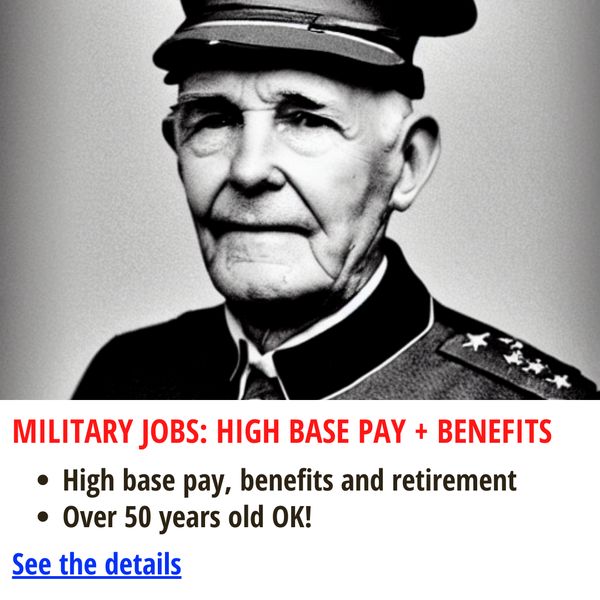 MILITARY JOBS: HIGH BASE PAY + BENEFITS
• High base pay, benefits and retirement
• Over 50 years old OK!
See the details